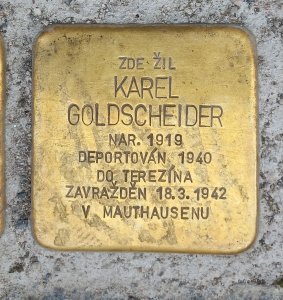 ZDE ŽIL
KAREL
GOLDSCHEIDER
NAR. 1919
DEPORTOVÁN 1940
DO TEREZÍNA
ZAVRAŽDĚN 18.3.1942
V MAUTHAUSENU